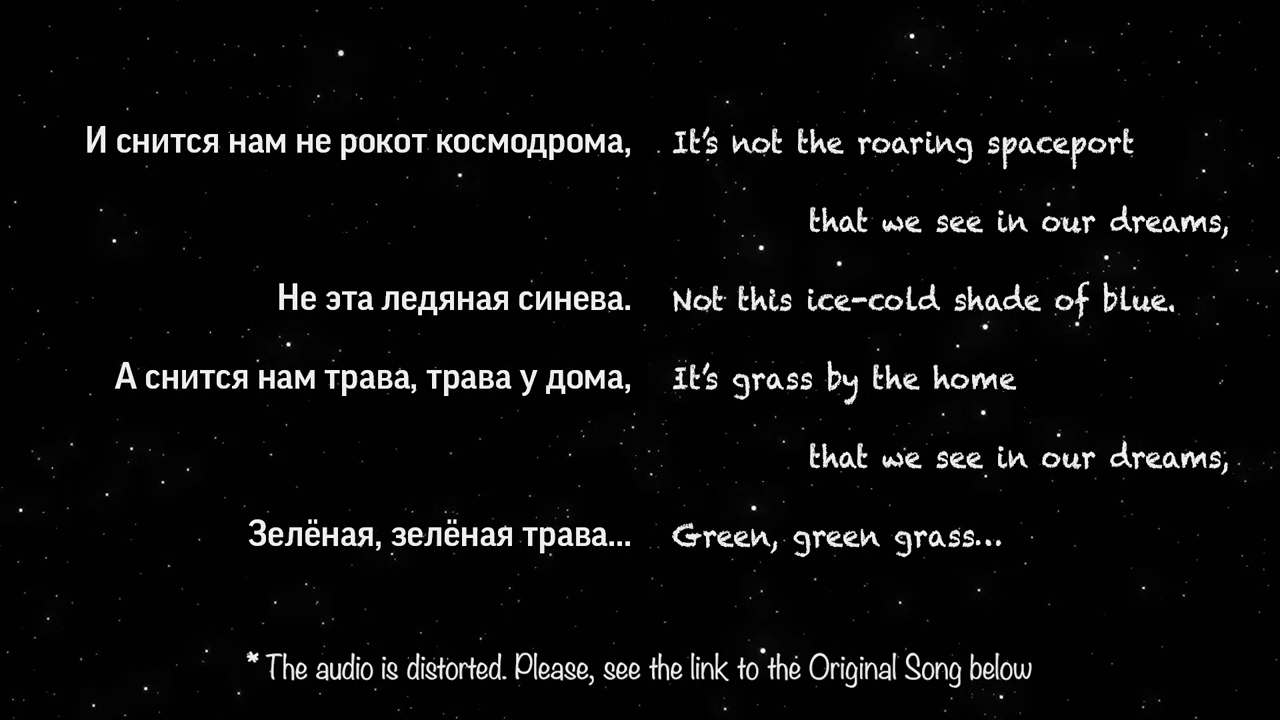 И снится нам не рокот космодрома,
It's not the roaring spaceport
that we see in our dreams,
Не эта ледяная синева.
Not this ice-cold shade of blue.
А снится нам трава, трава у дома,
It's grass by the home
that we see in our dreams,
Зелёная, зелёная трава...
Green, green grass...
* The audio is distorted. Please, see the link to the Original Song below